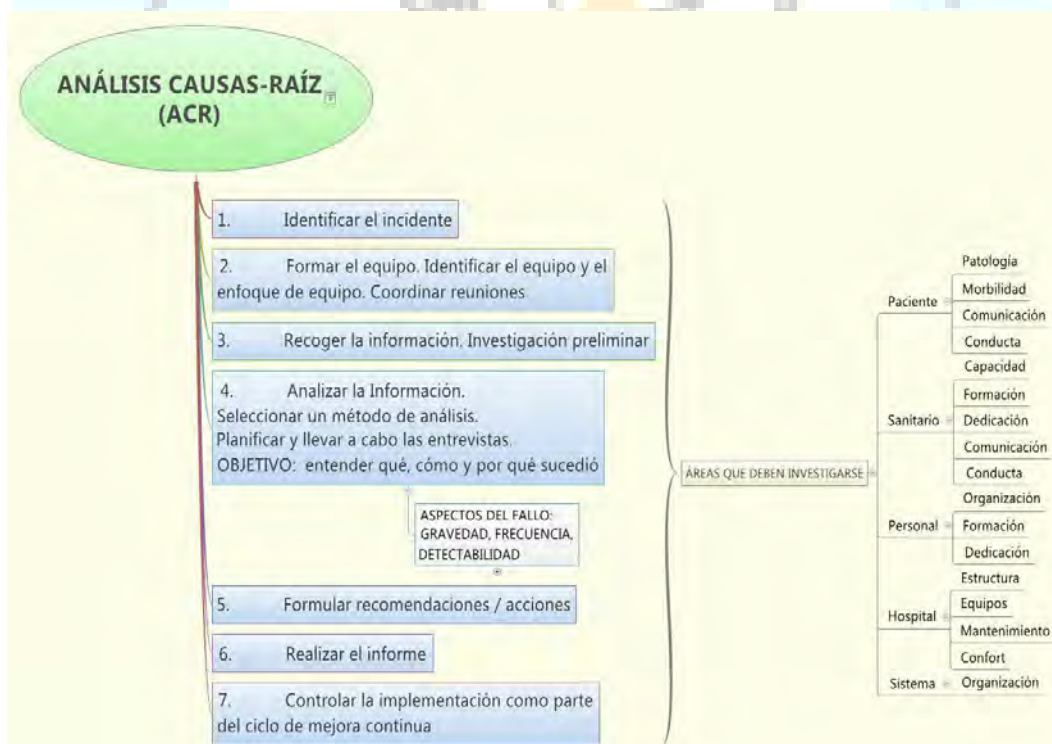 ANÁLISIS CAUSAS-RAÍZ
(ACR)
1. Identificar el incidente
2. Formar el equipo. Identificar el equipo y el
enfoque de equipo. Coordinar reuniones
3. Recoger la información. Investigación preliminar
4. Analizar la Información.
Seleccionar un método de análisis.
Planificar y llevar a cabo las entrevistas.
OBJETIVO: entender qué, cómo y por qué sucedió
ASPECTOS DEL FALLO:
GRAVEDAD, FRECUENCIA,
DETECTABILIDAD
5. Formular recomendaciones / acciones
6. Realizar el informe
7. Controlar la implementación como parte
del ciclo de mejora continua
ÁREAS QUE DEBEN INVESTIGARSE
Paciente
Patología
Morbilidad
Comunicación
Conducta
Sanitario
Capacidad
Formación
Dedicación
Comunicación
Conducta
Personal
Organización
Formación
Dedicación
Hospital
Estructura
Equipos
Mantenimiento
Confort
Sistema
Organización